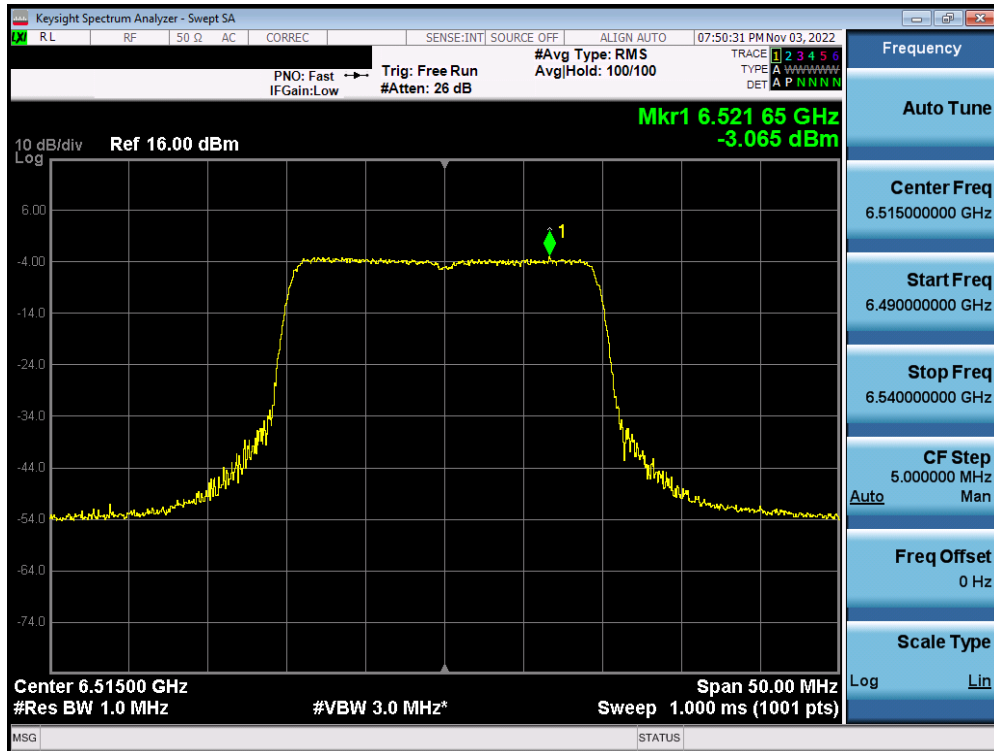 Keysight Spectrum Analyzer - Swept SA
LXI RL RF 50 Ω AC CORREC SENSE:INT SOURCE OFF ALIGN AUTO 07:50:31 PM Nov 03, 2022
PNO: Fast
IFGain:Low
Trig: Free Run
#Atten: 26 dB
#Avg Type: RMS
Avg|Hold: 100/100
TRACE 1 2 3 4 5 6
TYPE A WWWWW
DET A P N N N N
Mkr1 6.521 65 GHz
-3.065 dBm
10 dB/div
Log
Ref 16.00 dBm
6.00
-4.00
-14.0
-24.0
-34.0
-44.0
-54.0
-64.0
-74.0
1
Center 6.51500 GHz
Span 50.00 MHz
#Res BW 1.0 MHz
#VBW 3.0 MHz*
Sweep 1.000 ms (1001 pts)
MSG
STATUS
Frequency
Auto Tune
Center Freq
6.515000000 GHz
Start Freq
6.490000000 GHz
Stop Freq
6.540000000 GHz
CF Step
5.000000 MHz
Auto Man
Freq Offset
0 Hz
Scale Type
Log Lin